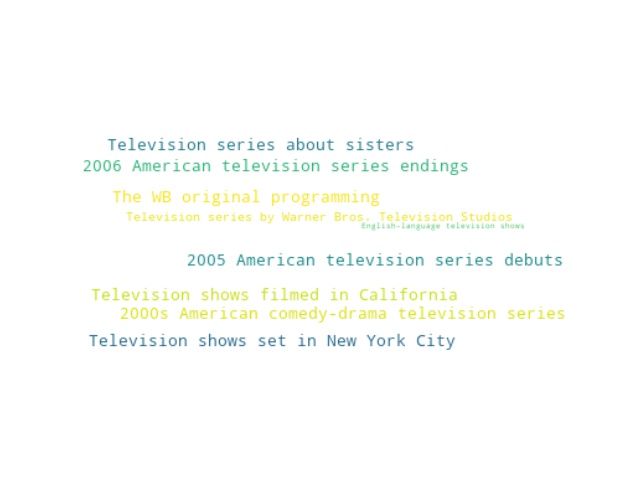 Television series about sisters
2006 American television series endings
The WB original programming
Television series by Warner Bros. Television Studios
English-language television shows
2005 American television series debuts
Television shows filmed in California
2000s American comedy-drama television series
Television shows set in New York City